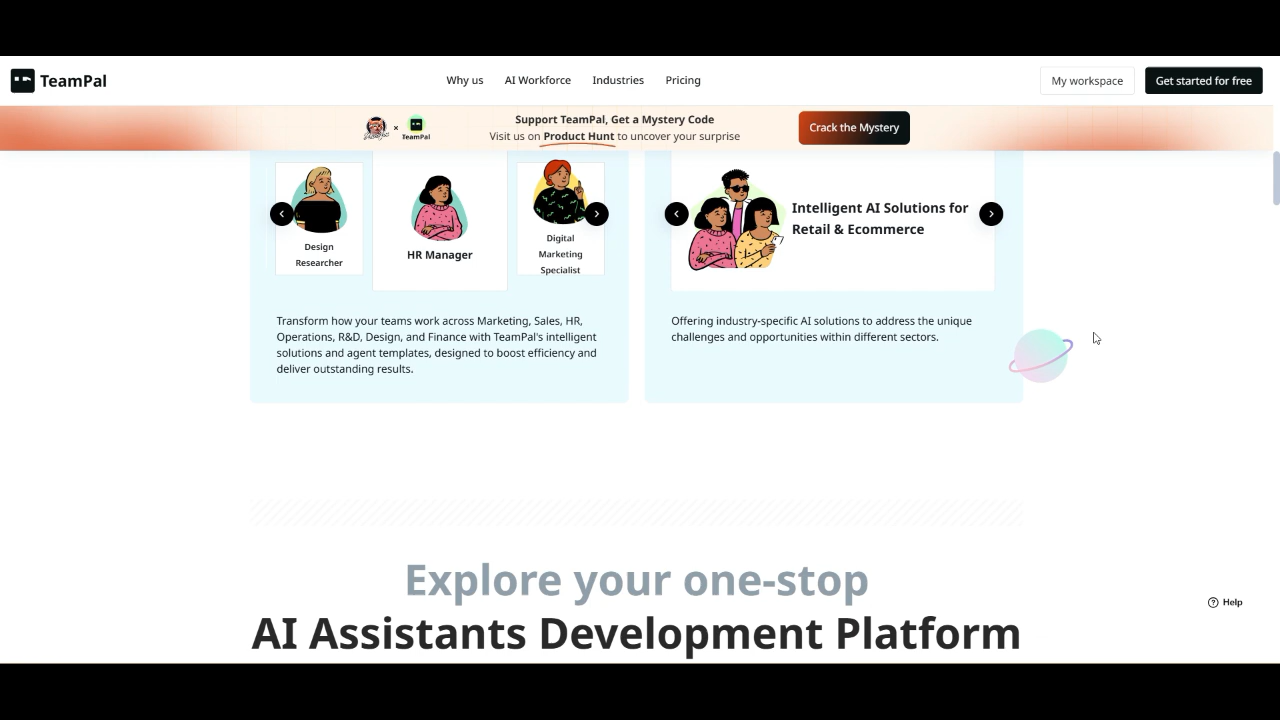 TeamPal
Why us
AI Workforce
Industries
Pricing
My workspace
Get started for free
TeamPal
Support TeamPal, Get a Mystery Code
Visit us on Product Hunt to uncover your surprise
Crack the Mystery
Design
Researcher
HR Manager
Digital
Marketing
Specialist
Transform how your teams work across Marketing, Sales, HR,
Operations, R&D, Design, and Finance with TeamPal's intelligent
solutions and agent templates, designed to boost efficiency and
deliver outstanding results.
Intelligent AI Solutions for
Retail & Ecommerce
Offering industry-specific AI solutions to address the unique
challenges and opportunities within different sectors.
Explore your one-stop
AI Assistants Development Platform
Help